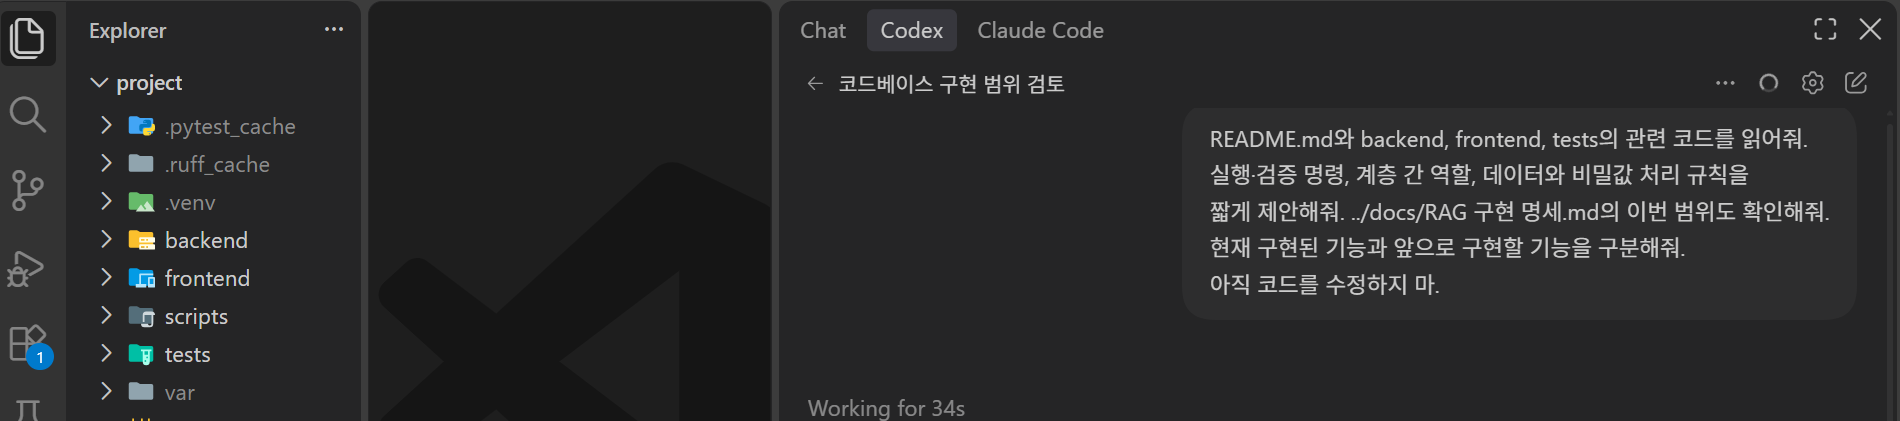 Explorer
project
.pytest_cache
.ruff_cache
.venv
backend
frontend
scripts
tests
var
1
Chat Codex Claude Code
코드베이스 구현 범위 검토
README.md와 backend, frontend, tests의 관련 코드를 읽어줘.
실행·검증 명령, 계층 간 역할, 데이터와 비밀값 처리 규칙을
짧게 제안해줘. ../docs/RAG 구현 명세.md의 이번 범위도 확인해줘.
현재 구현된 기능과 앞으로 구현할 기능을 구분해줘.
아직 코드를 수정하지 마.
Working for 34s